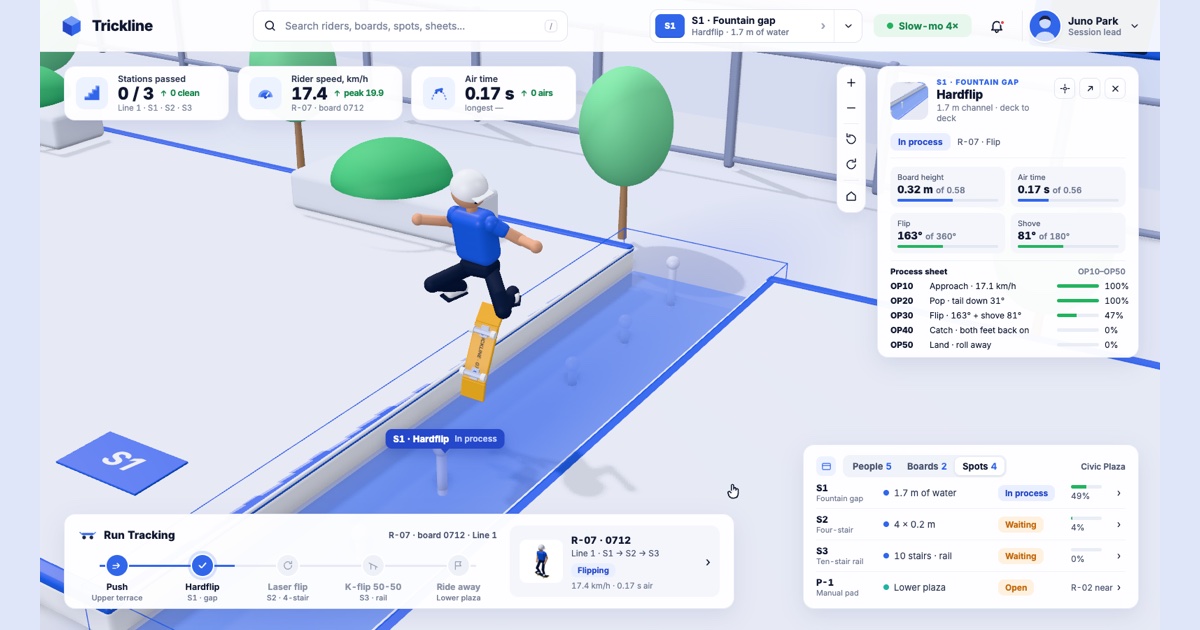 Trickline
Search riders, boards, spots, sheets...
/
S1
S1 · Fountain gap
Hardflip · 1.7 m of water
Slow-mo 4×
Juno Park
Session lead
Stations passed
0 / 3 ↑ 0 clean
Line 1 · S1 · S2 · S3
Rider speed, km/h
17.4 ↑ peak 19.9
R-07 · board 0712
Air time
0.17 s ↑ 0 airs
longest —
S1 · FOUNTAIN GAP
Hardflip
1.7 m channel · deck to
deck
In process R-07 · Flip
Board height
0.32 m of 0.58
Air time
0.17 s of 0.56
Flip
163° of 360°
Shove
81° of 180°
Process sheet OP10–OP50
OP10 Approach · 17.1 km/h 100%
OP20 Pop · tail down 31° 100%
OP30 Flip · 163° + shove 81° 47%
OP40 Catch · both feet back on 0%
OP50 Land · roll away 0%
S1 · Hardflip In process
S1
Run Tracking
R-07 · board 0712 · Line 1
Push
Upper terrace
Hardflip
S1 · gap
Laser flip
S2 · 4-stair
K-flip 50-50
S3 · rail
Ride away
Lower plaza
R-07 · 0712
Line 1 · S1 → S2 → S3
Flipping
17.4 km/h · 0.17 s air
People 5 Boards 2 Spots 4 Civic Plaza
S1
Fountain gap
1.7 m of water
In process
49%
S2
Four-stair
4 × 0.2 m
Waiting
4%
S3
Ten-stair rail
10 stairs · rail
Waiting
0%
P-1
Manual pad
Lower plaza
Open
R-02 near